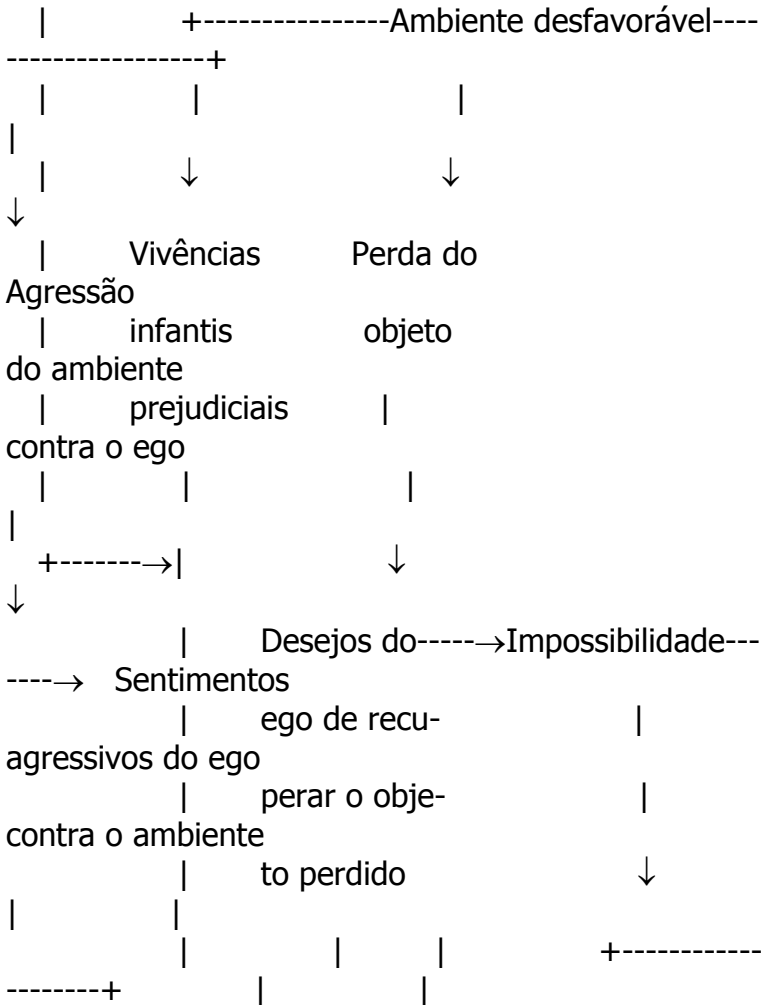 | +----------------Ambiente desfavorável----
-----------------+
| | |
|
| ↓ ↓
↓
| Vivências Perda do
Agressão
| infantis objeto
do ambiente
| prejudiciais |
contra o ego
| | |
|
+-------→| ↓
↓
| Desejos do-----→Impossibilidade---
----→ Sentimentos
| ego de recu- |
agressivos do ego
| perar o obje- |
contra o ambiente
| to perdido ↓
| |
| | | +------------
--------+ | |